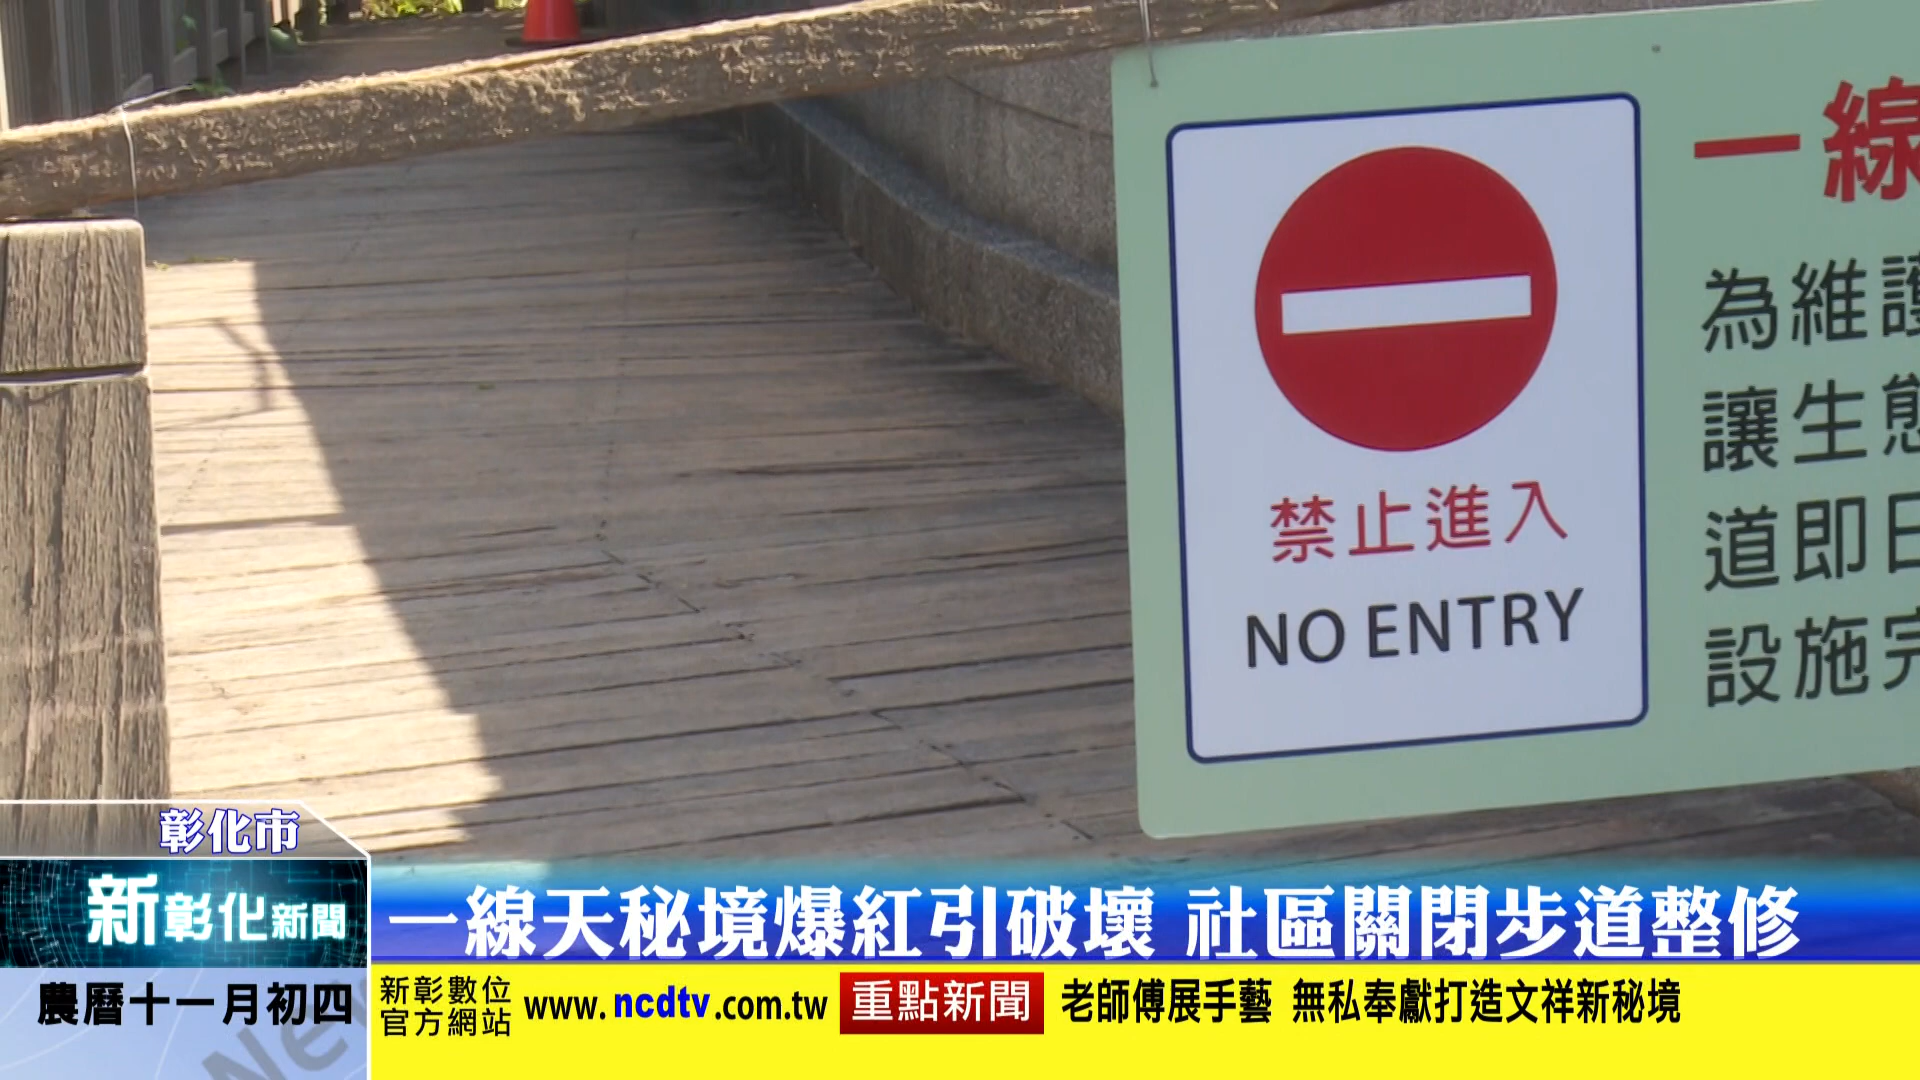 一線
為維護
讓生態
道即日
設施完
禁止進入
NO ENTRY
彰化市
新彰化新聞
一線天秘境爆紅引破壞 社區關閉步道整修
農曆十一月初四
新彰數位
官方網站
www.ncdtv.com.tw
重點新聞
老師傅展手藝 無私奉獻打造文祥新秘境